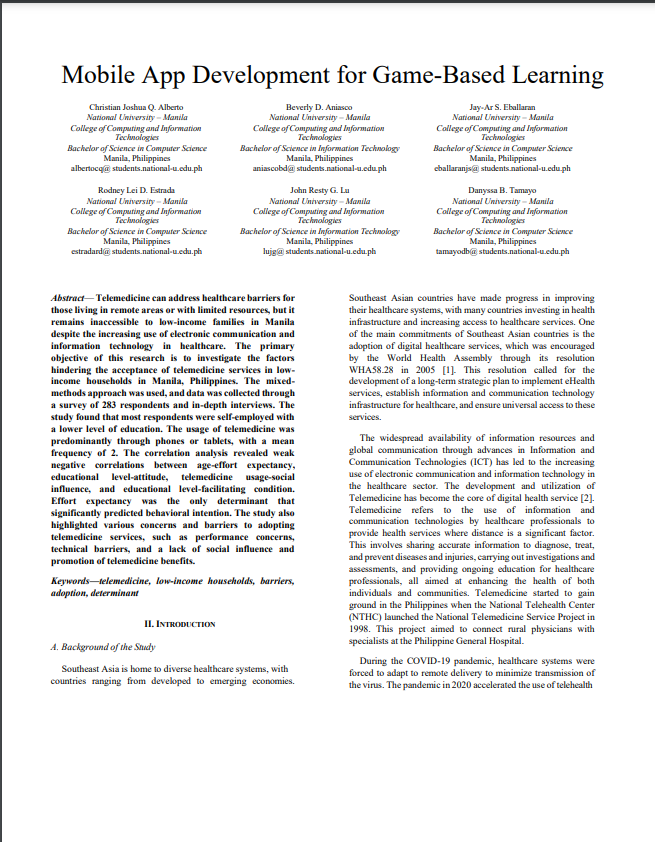 Mobile App Development for Game-Based Learning
Christian Joshua Q. Alberto
National University – Manila
College of Computing and Information
Technologies
Bachelor of Science in Computer Science
Manila, Philippines
albertocq@ students.national-u.edu.ph
Beverly D. Aniasco
National University – Manila
College of Computing and Information
Technologies
Bachelor of Science in Information Technology
Manila, Philippines
aniascobd@ students.national-u.edu.ph
Jay-Ar S. Eballaran
National University – Manila
College of Computing and Information
Technologies
Bachelor of Science in Computer Science
Manila, Philippines
eballaranjs@ students.national-u.edu.ph
Rodney Lei D. Estrada
National University – Manila
College of Computing and Information
Technologies
Bachelor of Science in Computer Science
Manila, Philippines
estradard@ students.national-u.edu.ph
John Resty G. Lu
National University – Manila
College of Computing and Information
Technologies
Bachelor of Science in Information Technology
Manila, Philippines
lujg@ students.national-u.edu.ph
Danyssa B. Tamayo
National University – Manila
College of Computing and Information
Technologies
Bachelor of Science in Computer Science
Manila, Philippines
tamayodb@ students.national-u.edu.ph
Abstract— Telemedicine can address healthcare barriers for
those living in remote areas or with limited resources, but it
remains inaccessible to low-income families in Manila
despite the increasing use of electronic communication and
information technology in healthcare. The primary
objective of this research is to investigate the factors
hindering the acceptance of telemedicine services in low-
income households in Manila, Philippines. The mixed-
methods approach was used, and data was collected through
a survey of 283 respondents and in-depth interviews. The
study found that most respondents were self-employed with
a lower level of education. The usage of telemedicine was
predominantly through phones or tablets, with a mean
frequency of 2. The correlation analysis revealed weak
negative correlations between age-effort expectancy,
educational level-attitude, telemedicine usage-social
influence, and educational level-facilitating condition.
Effort expectancy was the only determinant that
significantly predicted behavioral intention. The study also
highlighted various concerns and barriers to adopting
telemedicine services, such as performance concerns,
technical barriers, and a lack of social influence and
promotion of telemedicine benefits.
Keywords—telemedicine, low-income households, barriers,
adoption, determinant
II. INTRODUCTION
A. Background of the Study
Southeast Asia is home to diverse healthcare systems, with
countries ranging from developed to emerging economies.
Southeast Asian countries have made progress in improving
their healthcare systems, with many countries investing in health
infrastructure and increasing access to healthcare services. One
of the main commitments of Southeast Asian countries is the
adoption of digital healthcare services, which was encouraged
by the World Health Assembly through its resolution
WHA58.28 in 2005 [1]. This resolution called for the
development of a long-term strategic plan to implement eHealth
services, establish information and communication technology
infrastructure for healthcare, and ensure universal access to these
services.
The widespread availability of information resources and
global communication through advances in Information and
Communication Technologies (ICT) has led to the increasing
use of electronic communication and information technology in
the healthcare sector. The development and utilization of
Telemedicine has become the core of digital health service [2].
Telemedicine refers to the use of information and
communication technologies by healthcare professionals to
provide health services where distance is a significant factor.
This involves sharing accurate information to diagnose, treat,
and prevent diseases and injuries, carrying out investigations and
assessments, and providing ongoing education for healthcare
professionals, all aimed at enhancing the health of both
individuals and communities. Telemedicine started to gain
ground in the Philippines when the National Telehealth Center
(NTHC) launched the National Telemedicine Service Project in
1998. This project aimed to connect rural physicians with
specialists at the Philippine General Hospital.
During the COVID-19 pandemic, healthcare systems were
forced to adapt to remote delivery to minimize transmission of
the virus. The pandemic in 2020 accelerated the use of telehealth